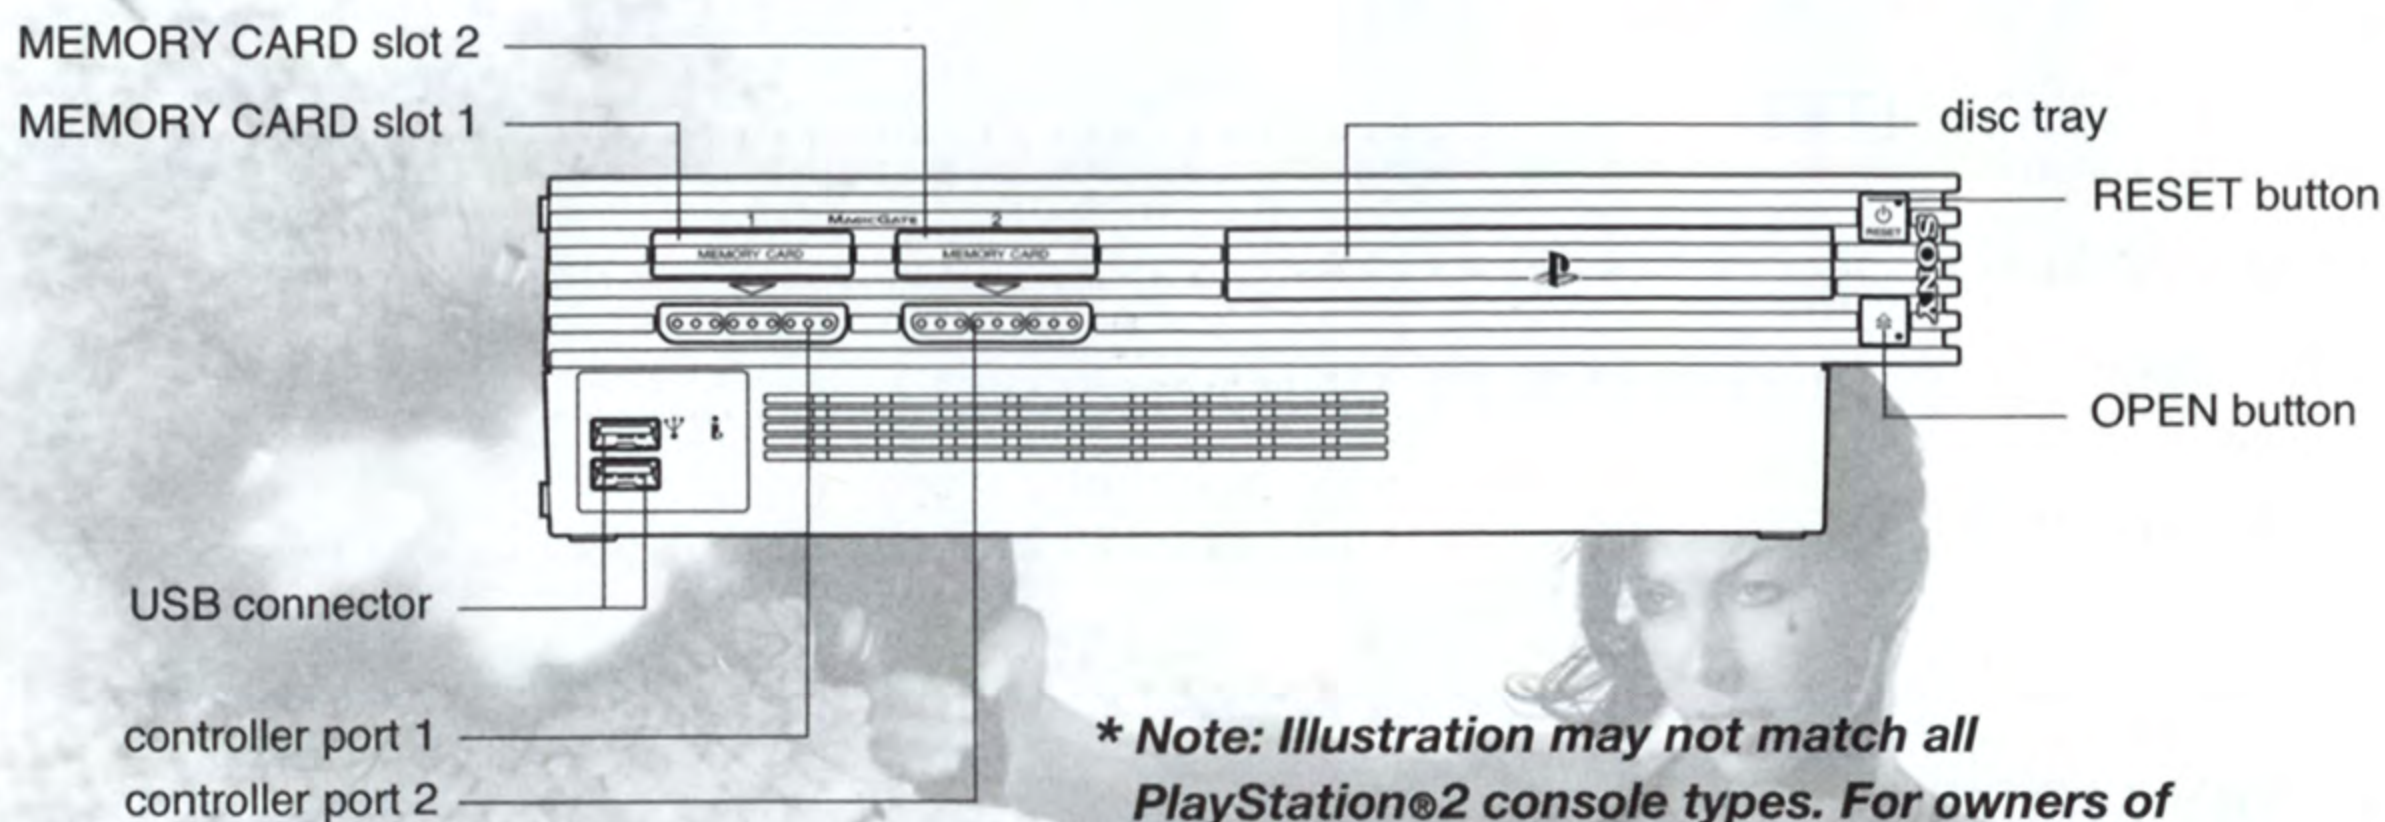 MEMORY CARD slot 2
MEMORY CARD slot 1
disc tray
RESET button
1
MAGICGATE
2
MEMORY CARD
MEMORY CARD
RESET
SONY
OPEN button
USB connector
controller port 1
controller port 2
* Note: Illustration may not match all
PlayStation®2 console types. For owners of